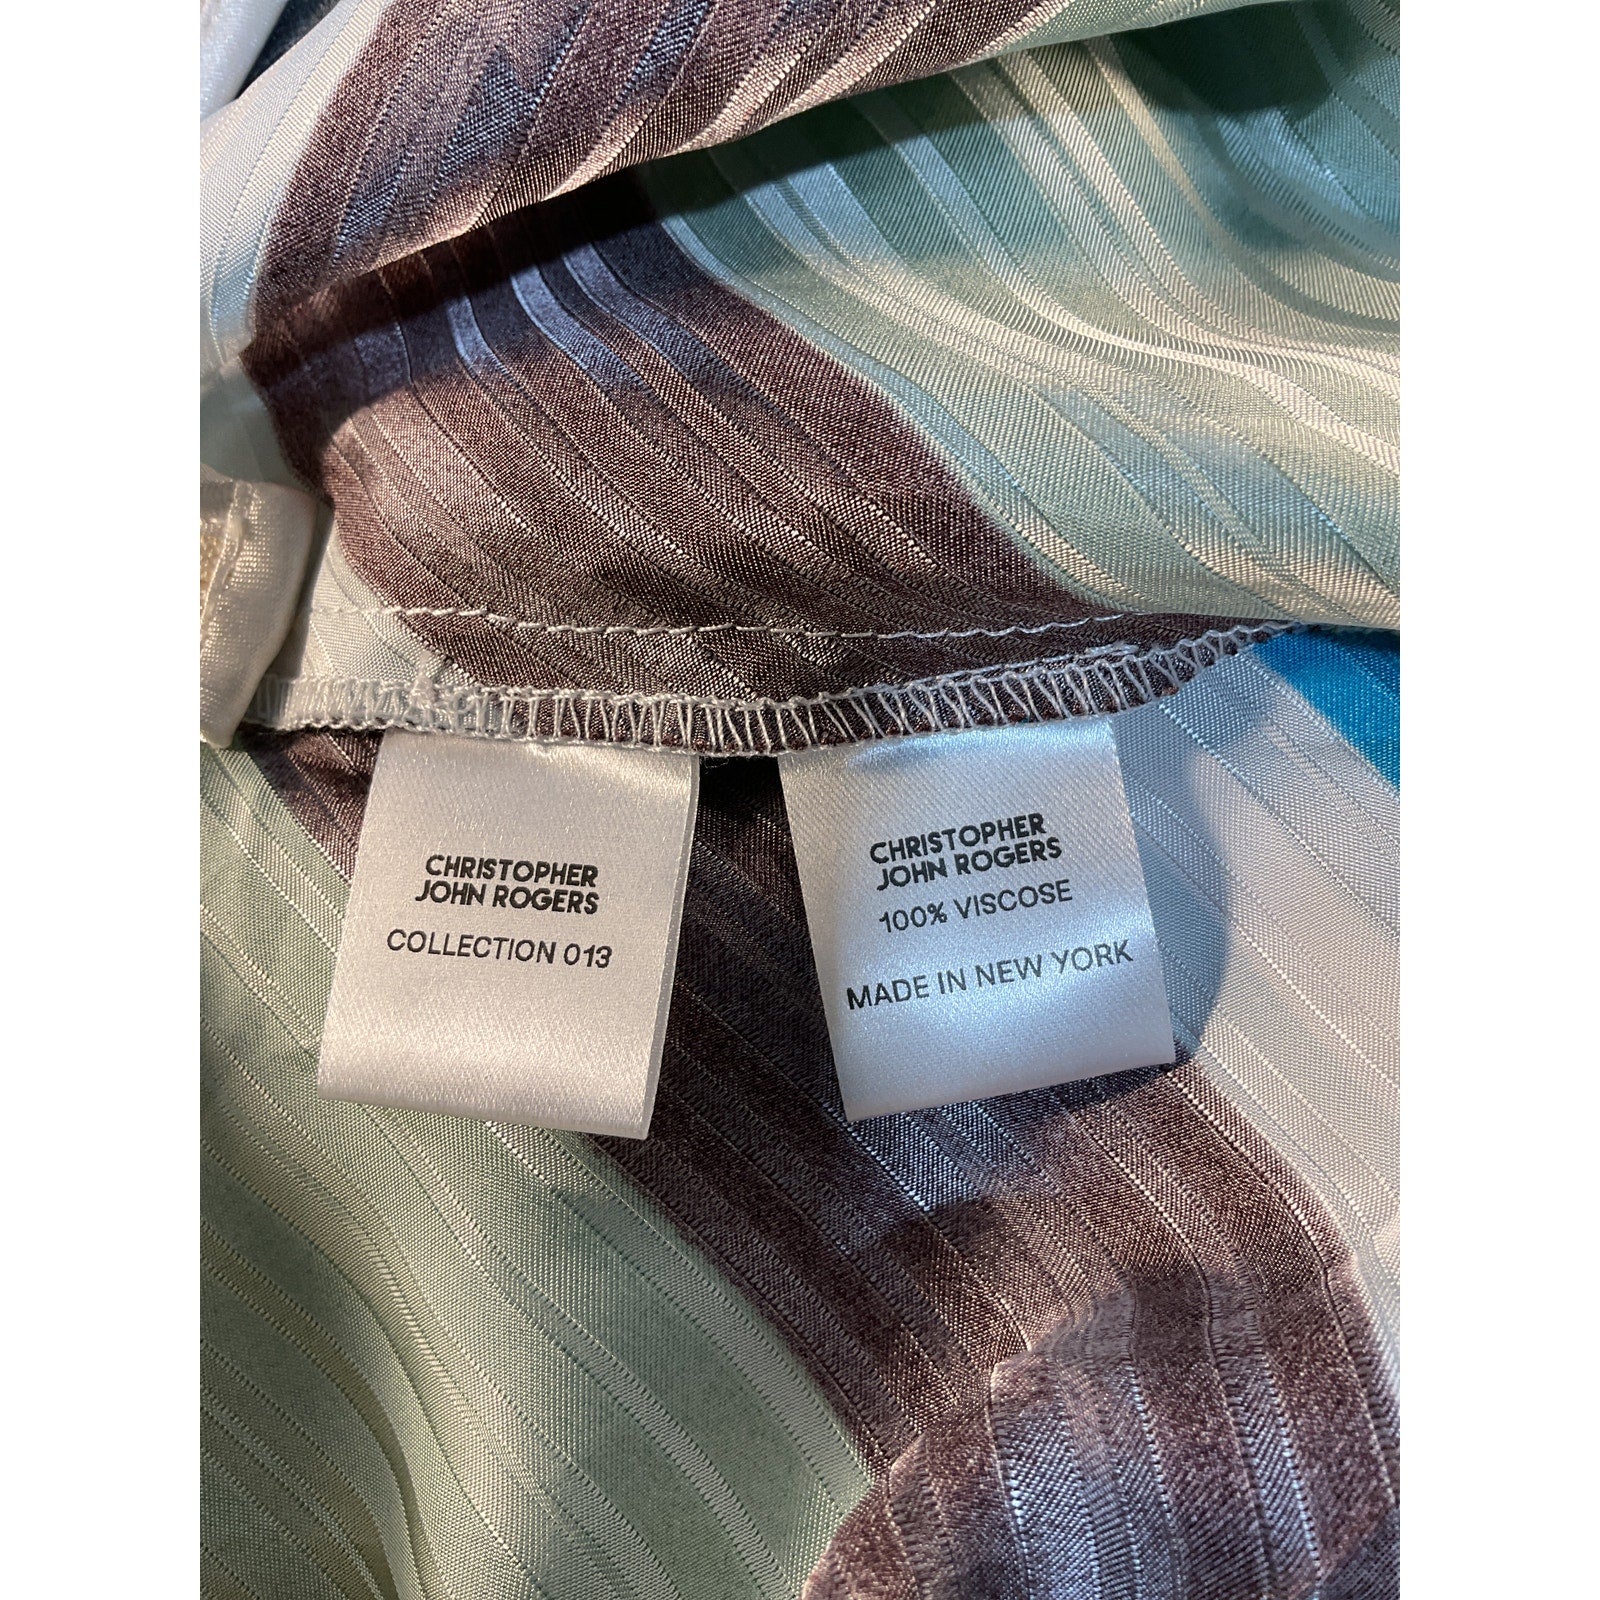 CHRISTOPHER
JOHN ROGERS
COLLECTION 013
CHRISTOPHER
JOHN ROGERS
100% VISCOSE
MADE IN NEW YORK